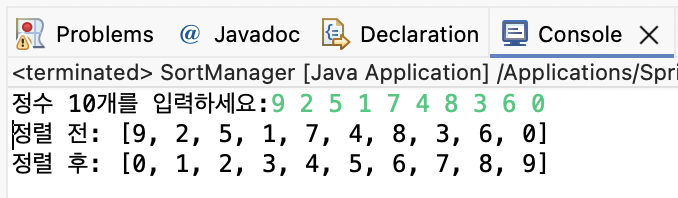 Problems @ Javadoc Declaration Console
<terminated> SortManager [Java Application] /Applications/Spri
정수 10개를 입력하세요:9 2 5 1 7 4 8 3 6 0
정렬 전: [9, 2, 5, 1, 7, 4, 8, 3, 6, 0]
정렬 후: [0, 1, 2, 3, 4, 5, 6, 7, 8, 9]